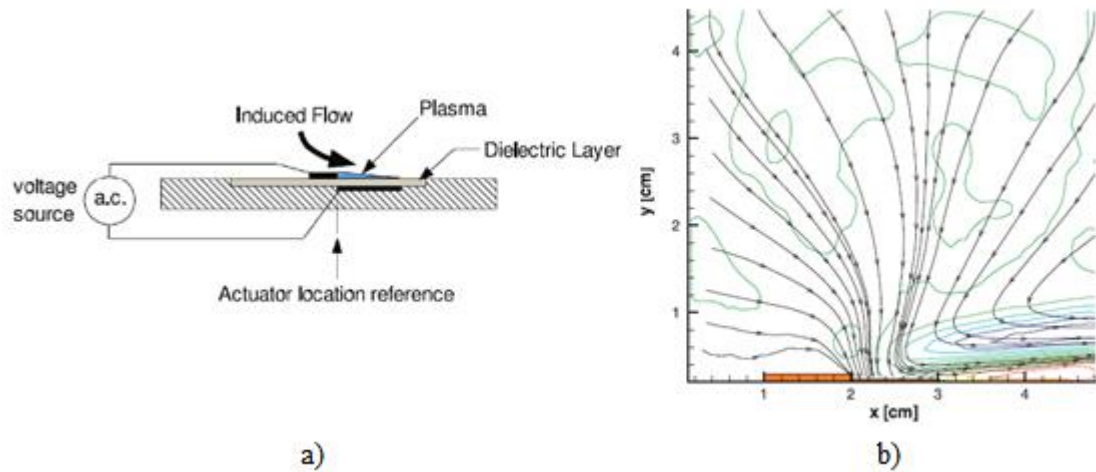 Induced Flow
Plasma
Dielectric Layer
voltage
source
a.c.
Actuator location reference
a)
4
3
2
1
y [cm]
1
2
3
4
x [cm]
b)